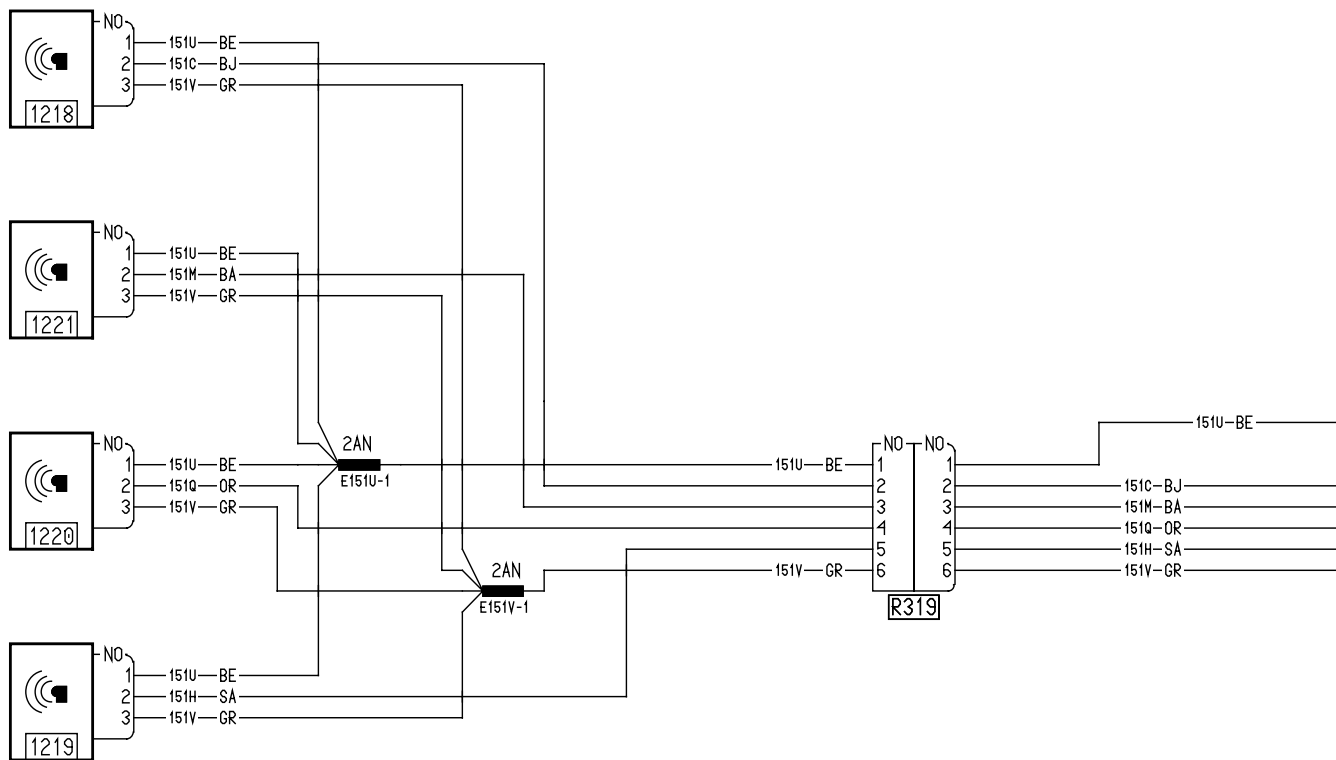 NO
1 151U BE
2 151C BJ
3 151V GR
1218
NO
1 151U BE
2 151M BA
3 151V GR
1221
NO
1 151U BE
2 151Q OR
3 151V GR
1220
NO
1 151U BE
2 151H SA
3 151V GR
1219
2AN
E151U-1
2AN
E151V-1
NO NO
151U BE 1 1 151U BE
2 2 151C BJ
3 3 151M BA
4 4 151Q OR
5 5 151H SA
151V GR 6 6 151V GR
R319